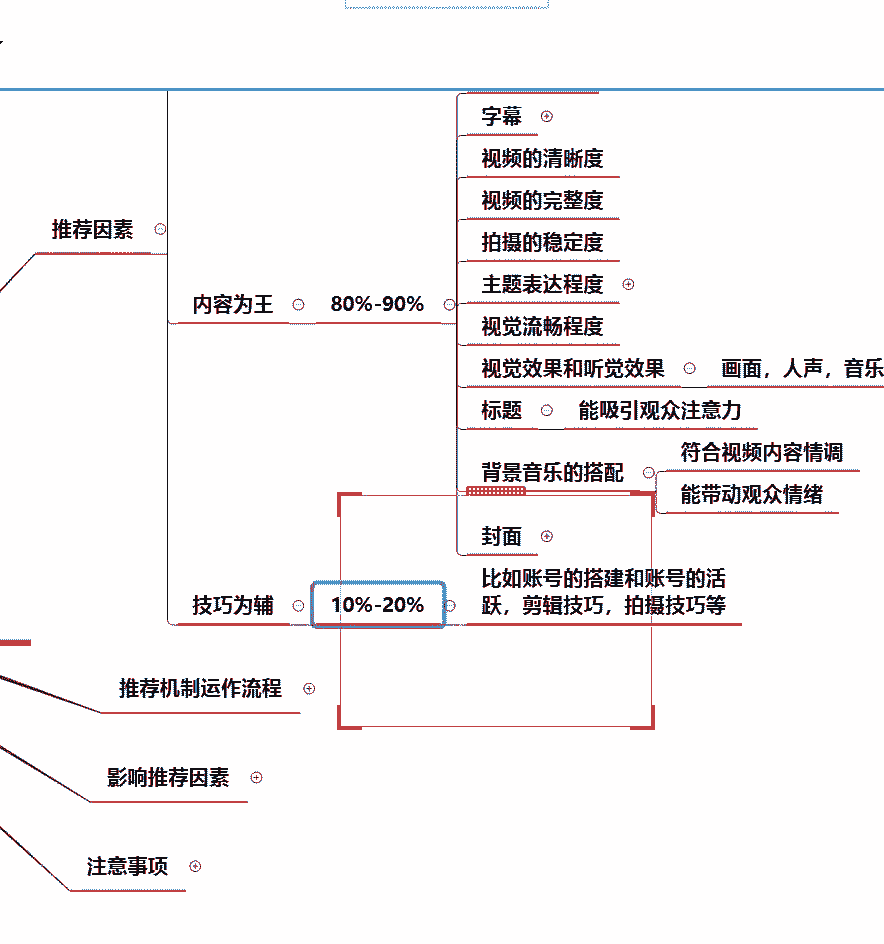 推荐因素
内容为王
80%-90%
字幕
视频的清晰度
视频的完整度
拍摄的稳定度
主题表达程度
视觉流畅程度
视觉效果和听觉效果
画面，人声，音乐
标题
能吸引观众注意力
背景音乐的搭配
符合视频内容情调
能带动观众情绪
封面
技巧为辅
10%-20%
比如账号的搭建和账号的活
跃，剪辑技巧，拍摄技巧等
推荐机制运作流程
影响推荐因素
注意事项